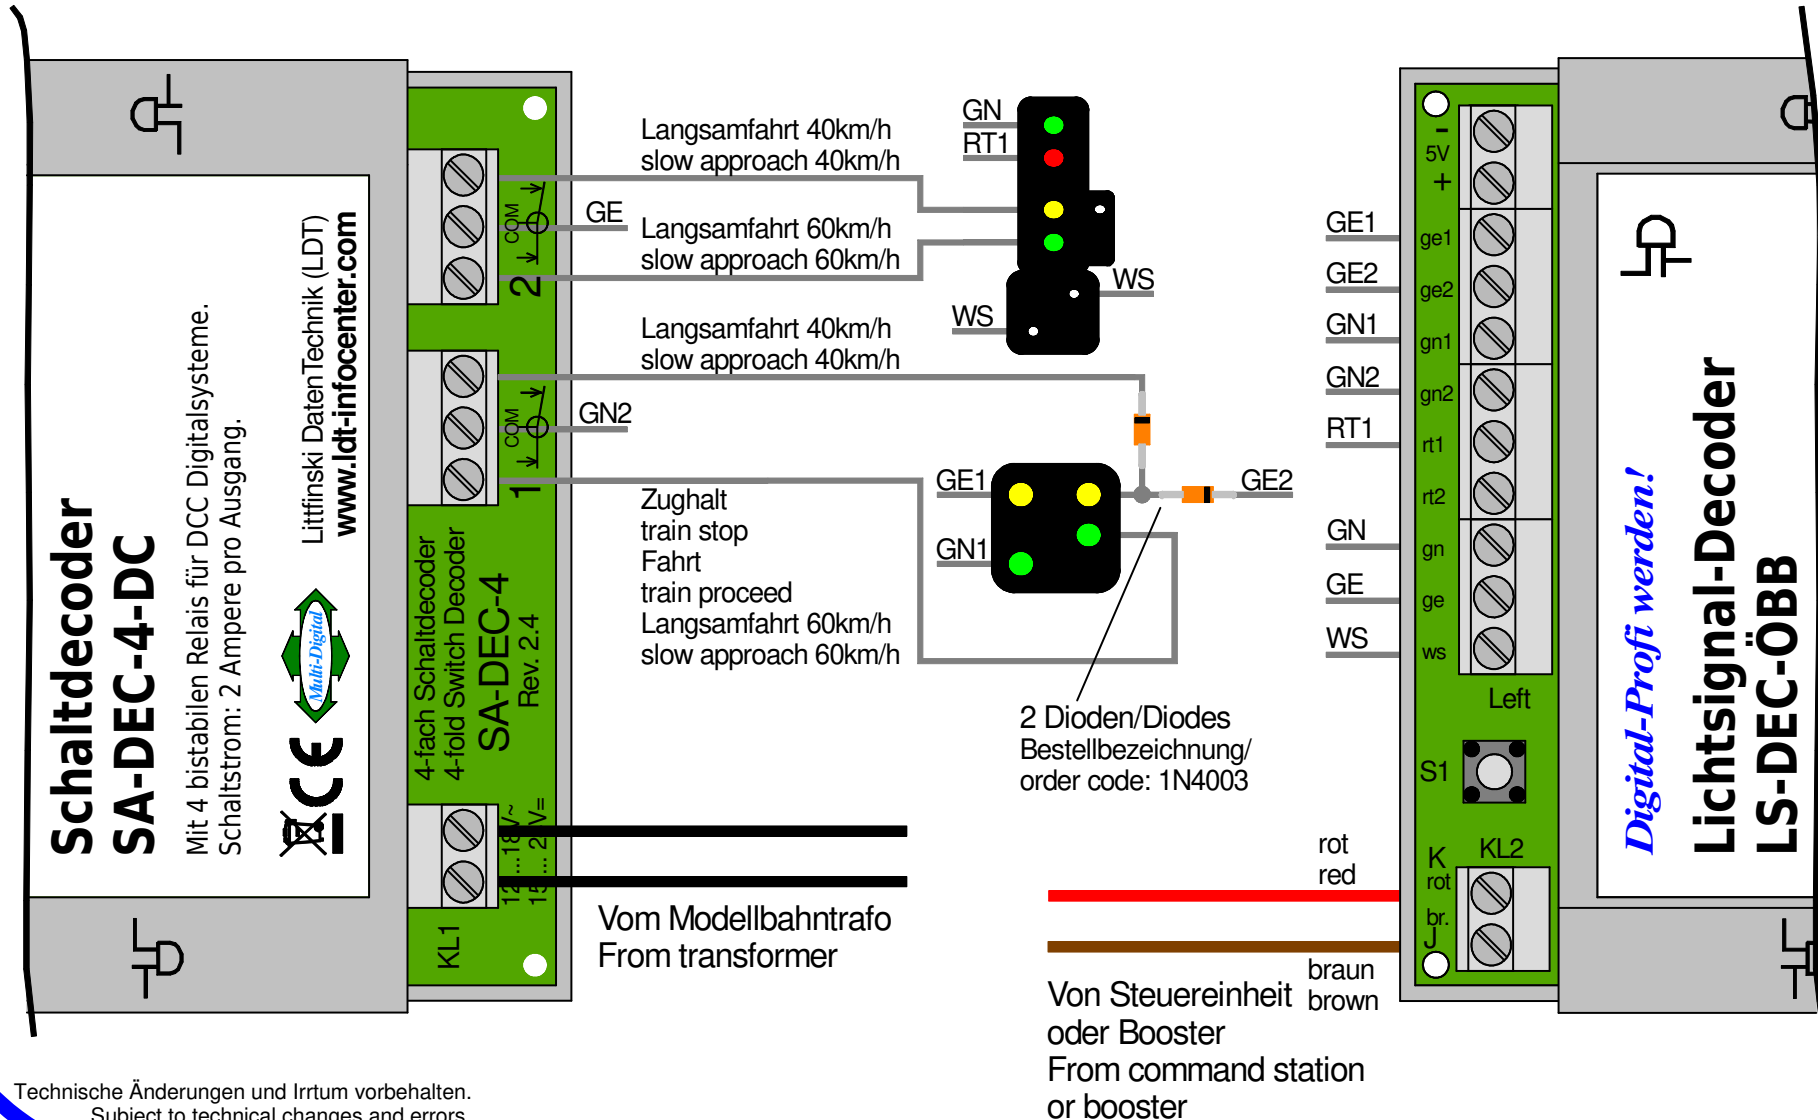 Schaltdecoder
SA-DEC-4-DC
Mit 4 bistabilen Relais für DCC Digitalsysteme.
Schaltstrom: 2 Ampere pro Ausgang.
Littfinski DatenTechnik (LDT)
www.ldt-infocenter.com
Multi-Digital
CE
4-fach Schaltdecoder
4-fold Switch Decoder
SA-DEC-4
Rev. 2.4
COM
2
COM
1
KL1
Langsamfahrt 40km/h
slow approach 40km/h
GE
Langsamfahrt 60km/h
slow approach 60km/h
Langsamfahrt 40km/h
slow approach 40km/h
GN2
Zughalt
train stop
Fahrt
train proceed
Langsamfahrt 60km/h
slow approach 60km/h
Vom Modellbahntrafo
From transformer
GN
RT1
WS
WS
GE1
GE2
GN1
2 Dioden/Diodes
Bestellbezeichnung/
order code: 1N4003
rot
red
braun
brown
Von Steuereinheit
oder Booster
From command station
or booster
GE1
GE2
GN1
GN2
RT1
GN
GE
WS
-
5V
+
ge1
ge2
gn1
gn2
rt1
rt2
gn
ge
ws
Left
S1
K
KL2
rot
br.
J
Digital-Profi werden!
Lichtsignal-Decoder
LS-DEC-ÖBB
Technische Änderungen und Irrtum vorbehalten.
Subject to technical changes and errors.